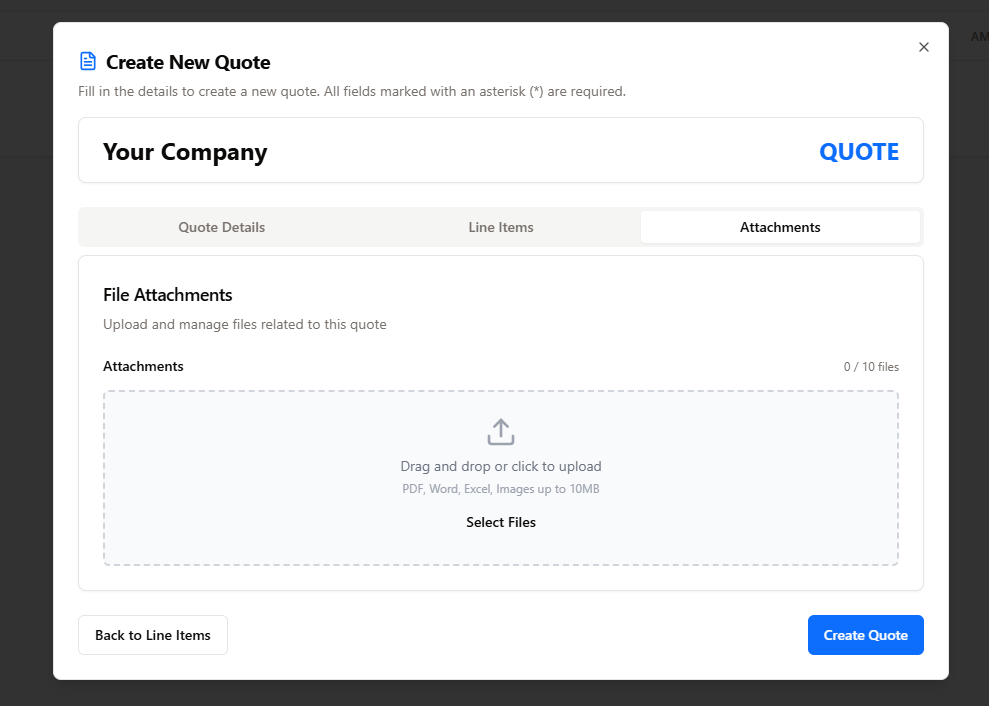 AM
Create New Quote
Fill in the details to create a new quote. All fields marked with an asterisk (*) are required.
Your Company
QUOTE
Quote Details
Line Items
Attachments
File Attachments
Upload and manage files related to this quote
Attachments
0 / 10 files
Drag and drop or click to upload
PDF, Word, Excel, Images up to 10MB
Select Files
Back to Line Items
Create Quote